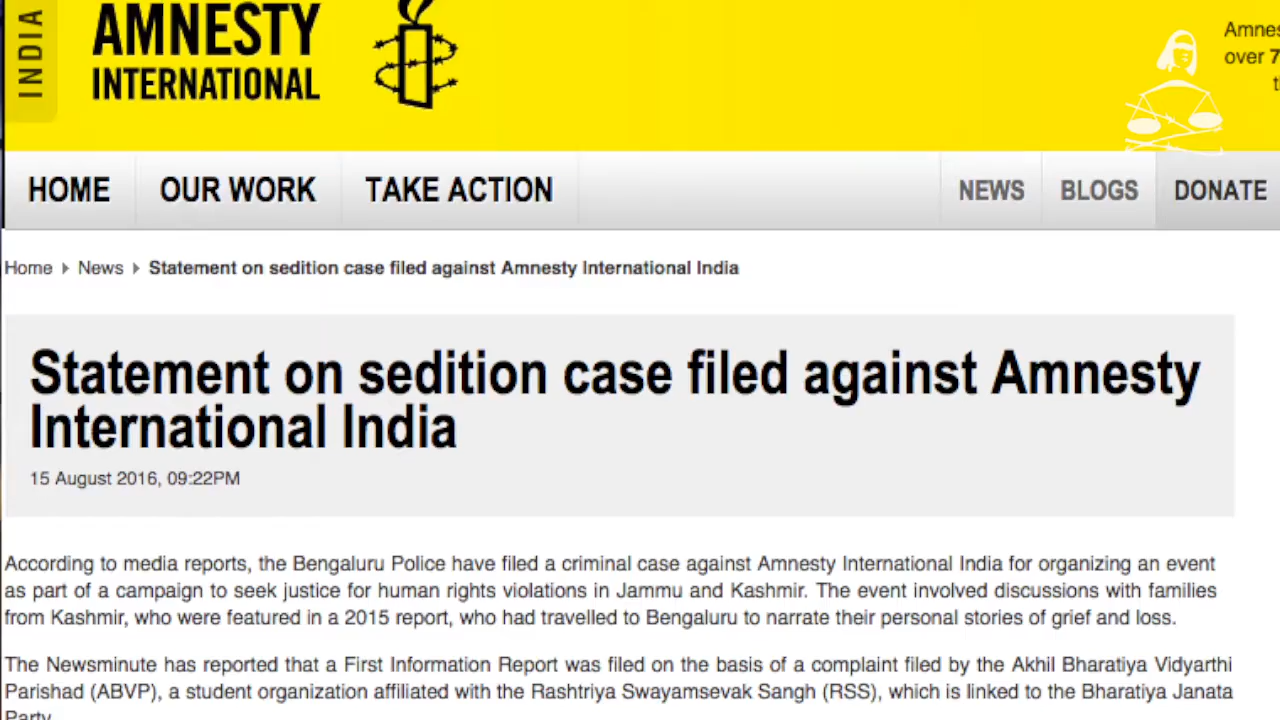 INDIA
AMNESTY
INTERNATIONAL
over 7
HOME OUR WORK TAKE ACTION NEWS BLOGS DONATE
Home News Statement on sedition case filed against Amnesty International India
Statement on sedition case filed against Amnesty
International India
15 August 2016, 09:22PM
According to media reports, the Bengaluru Police have filed a criminal case against Amnesty International India for organizing an event
as part of a campaign to seek justice for human rights violations in Jammu and Kashmir. The event involved discussions with families
from Kashmir, who were featured in a 2015 report, who had travelled to Bengaluru to narrate their personal stories of grief and loss.
The Newsminute has reported that a First Information Report was filed on the basis of a complaint filed by the Akhil Bharatiya Vidyarthi
Parishad (ABVP), a student organization affiliated with the Rashtriya Swayamsevak Sangh (RSS), which is linked to the Bharatiya Janata
Party